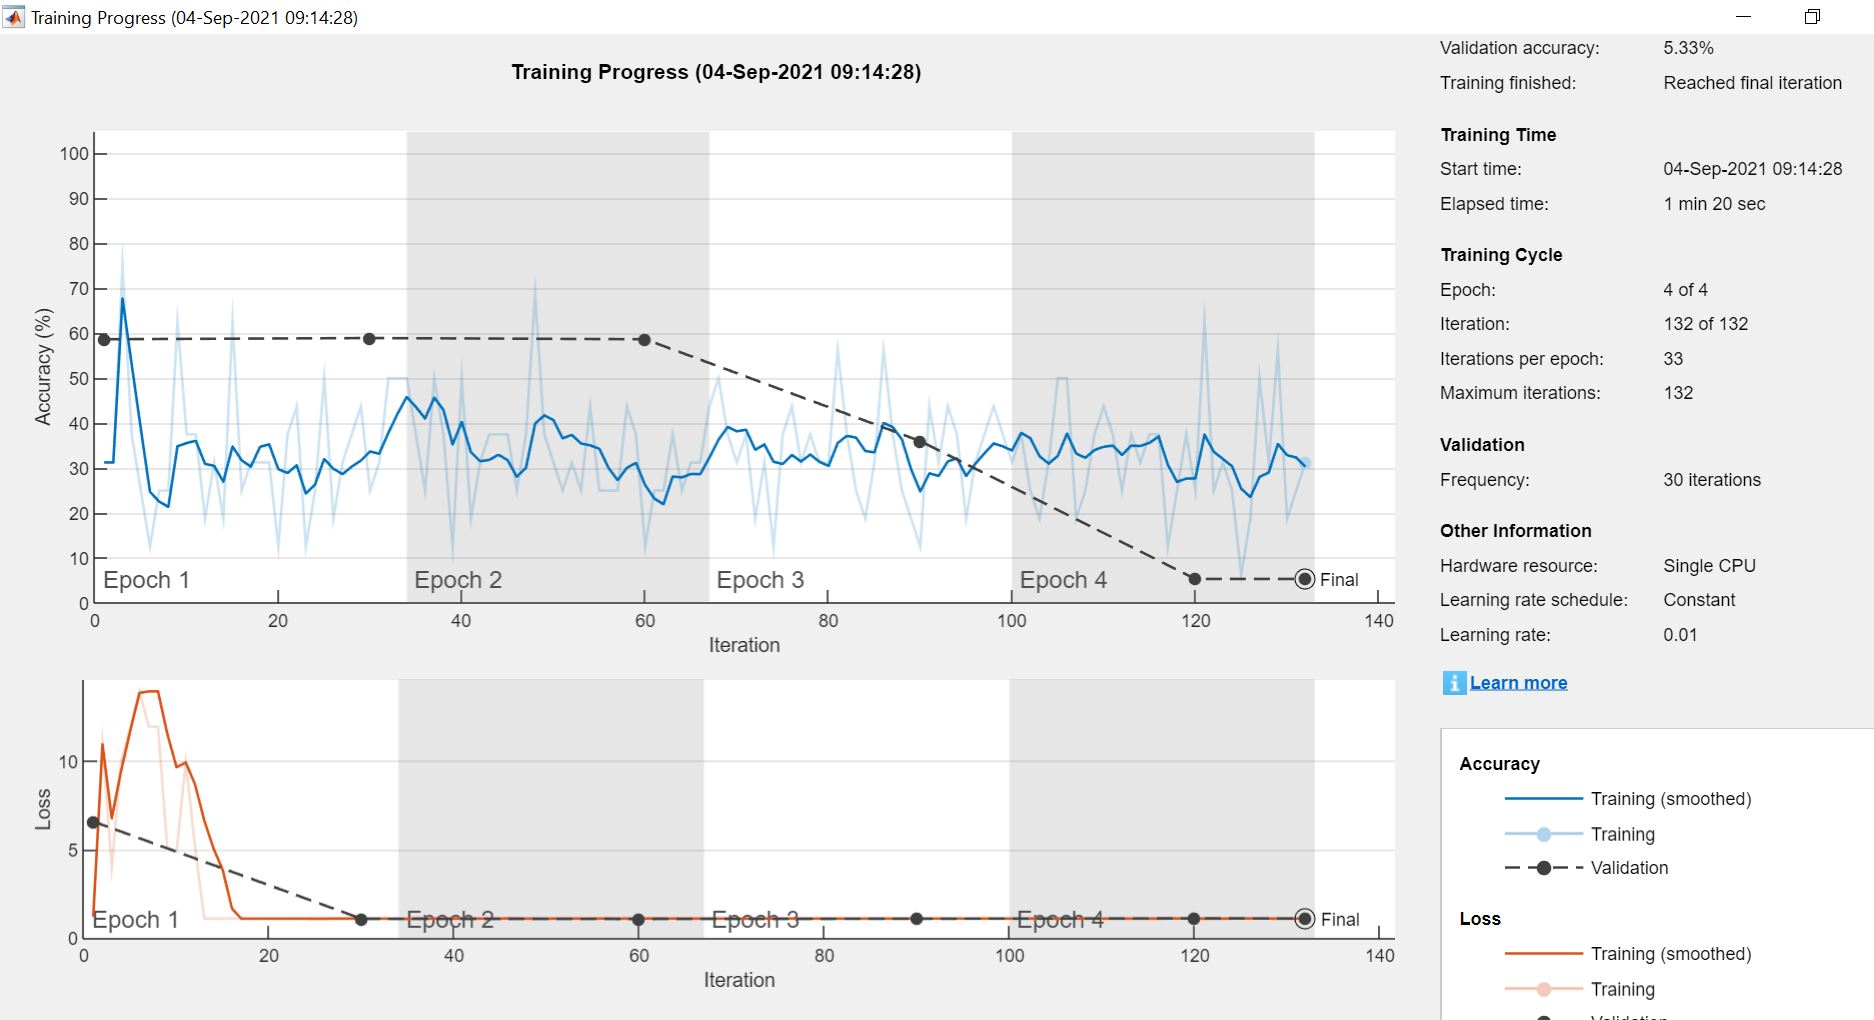 Training Progress (04-Sep-2021 09:14:28)
Training Progress (04-Sep-2021 09:14:28)
100
90
80
70
60
50
40
30
20
10
0
Accuracy (%)
Epoch 1
Epoch 2
Epoch 3
Epoch 4
Final
0
20
40
60
80
100
120
140
Iteration
10
5
0
Loss
Epoch 1
Epoch 2
Epoch 3
Epoch 4
Final
0
20
40
60
80
100
120
140
Iteration
Validation accuracy: 5.33%
Training finished: Reached final iteration
Training Time
Start time: 04-Sep-2021 09:14:28
Elapsed time: 1 min 20 sec
Training Cycle
Epoch: 4 of 4
Iteration: 132 of 132
Iterations per epoch: 33
Maximum iterations: 132
Validation
Frequency: 30 iterations
Other Information
Hardware resource: Single CPU
Learning rate schedule: Constant
Learning rate: 0.01
i Learn more
Accuracy
Training (smoothed)
Training
Validation
Loss
Training (smoothed)
Training
Validation